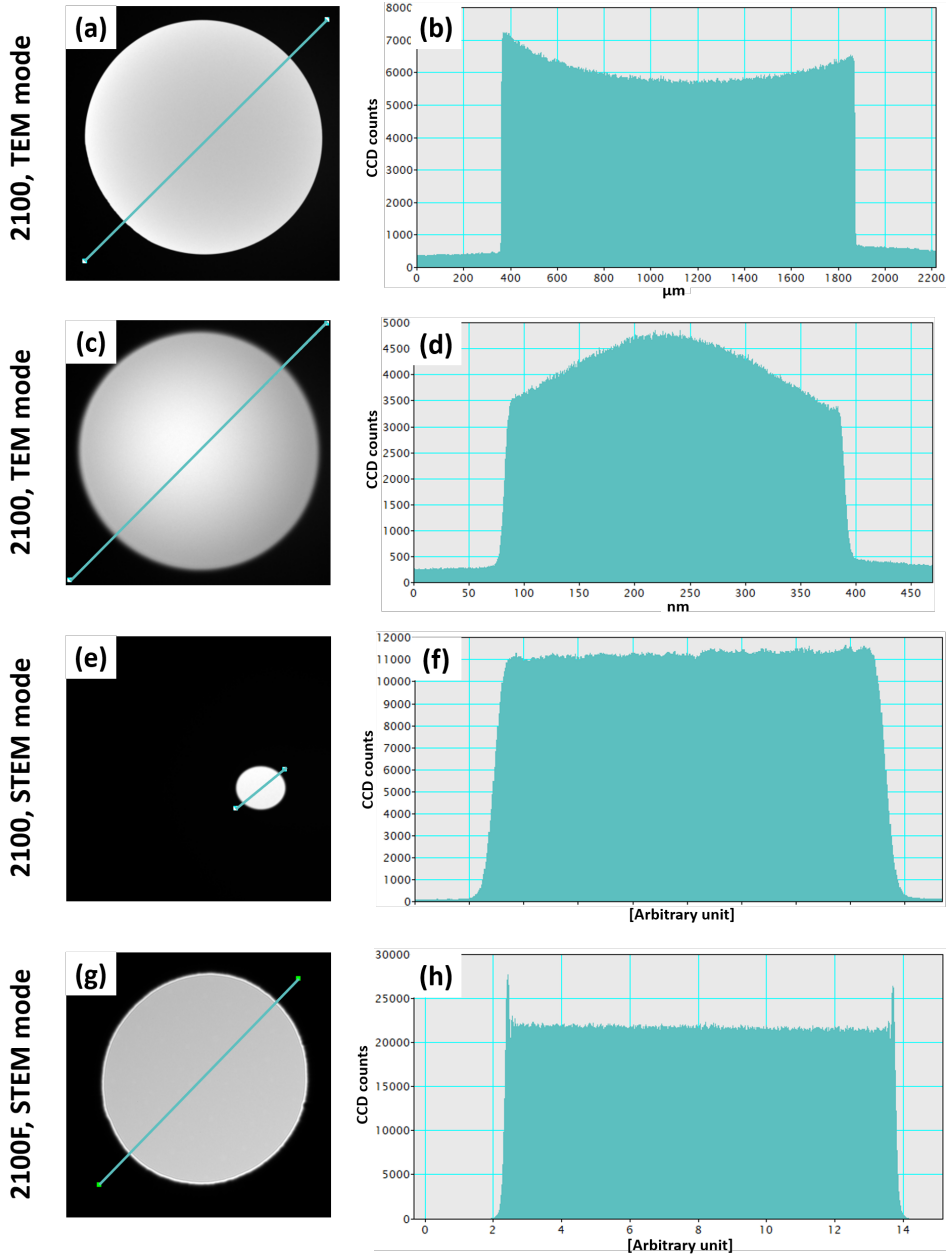 2100, TEM mode
(a)
(b)
CCD counts
8000
7000
6000
5000
4000
3000
2000
1000
0
0 200 400 600 800 1000 1200 1400 1600 1800 2000 2200
µm
2100, TEM mode
(c)
(d)
CCD counts
5000
4500
4000
3500
3000
2500
2000
1500
1000
500
0
0 50 100 150 200 250 300 350 400 450
nm
2100, STEM mode
(e)
(f)
CCD counts
12000
11000
10000
9000
8000
7000
6000
5000
4000
3000
2000
1000
0
[Arbitrary unit]
2100F, STEM mode
(g)
(h)
CCD counts
30000
25000
20000
15000
10000
5000
0
0 2 4 6 8 10 12 14
[Arbitrary unit]